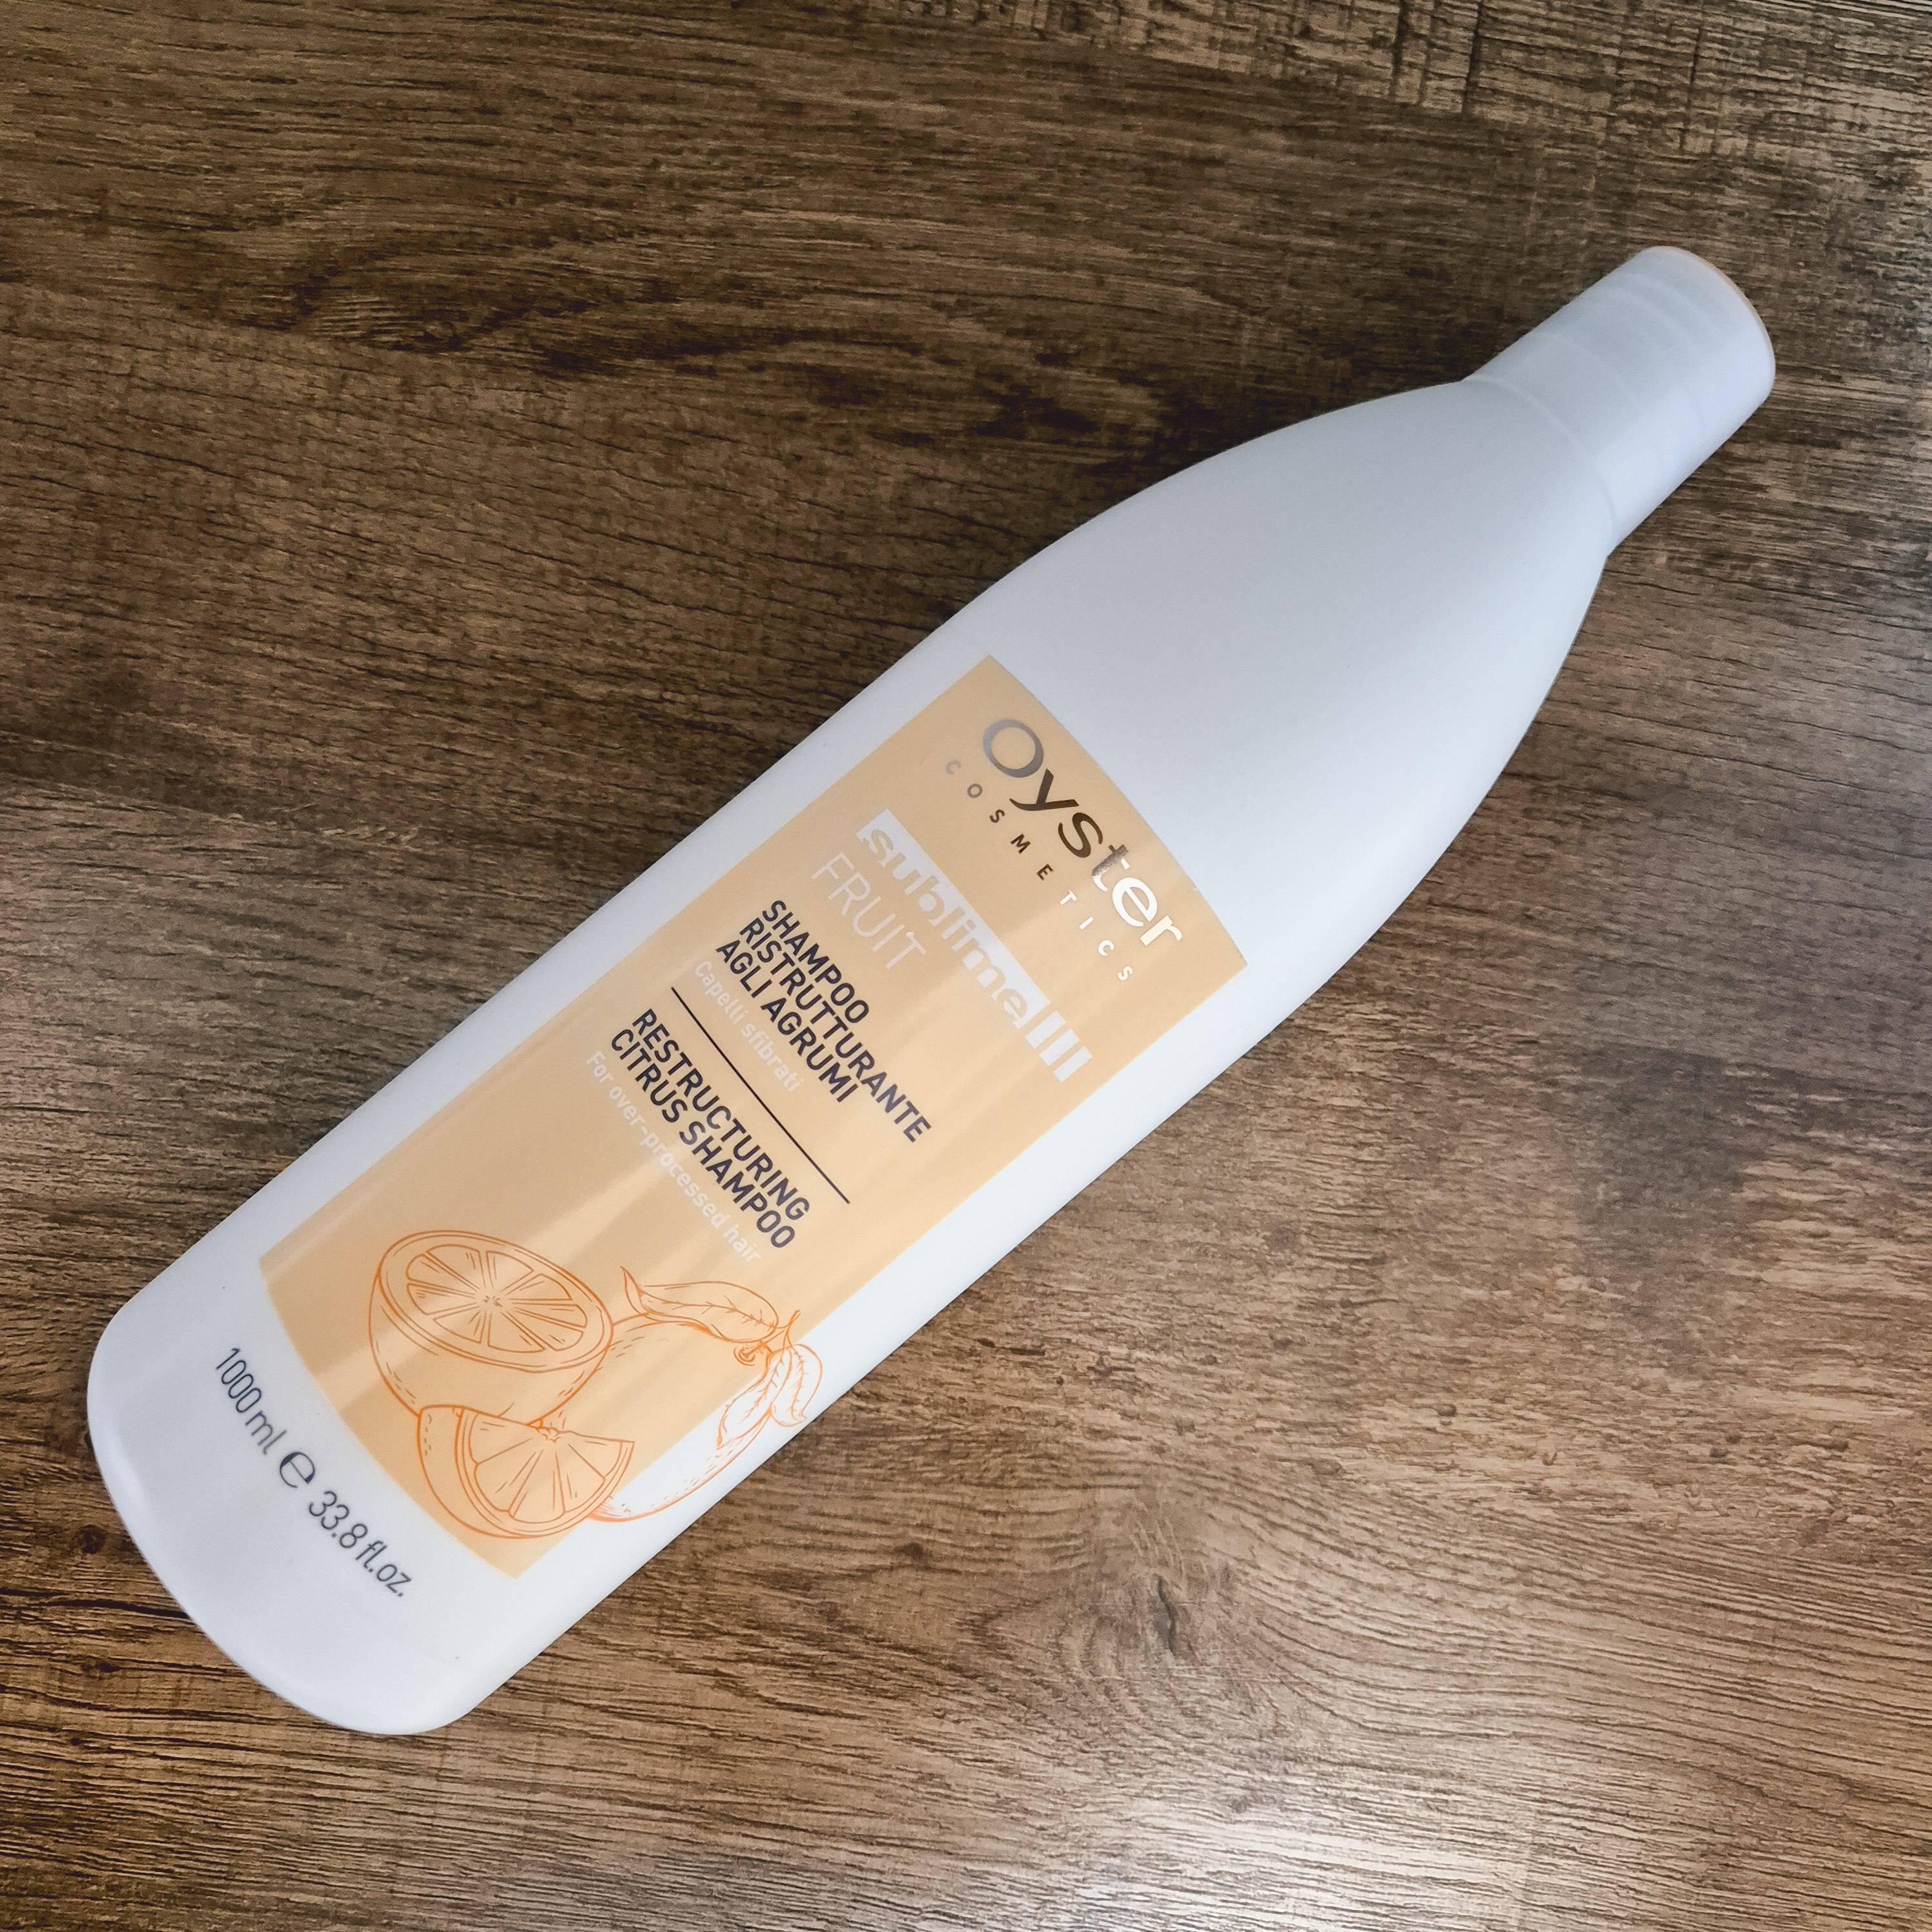 Oyster
COSMETICS
sublime
FRUIT
SHAMPOO
RISTRUTTURANTE
AGLI AGRUMI
Capelli sfibrati
RESTRUCTURING
CITRUS SHAMPOO
For over-processed hair
1000 ml ℮ 33.8 fl.oz.